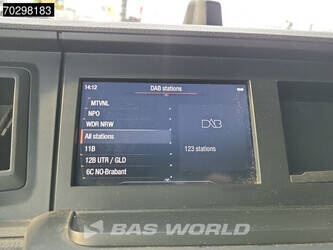 70298183
14:12
DAB stations
MTVNL
NPO
WDR NRW
All stations
11B
12B UTR / GLD
6C NO-Brabant
DAB
123 stations
BAS WORLD